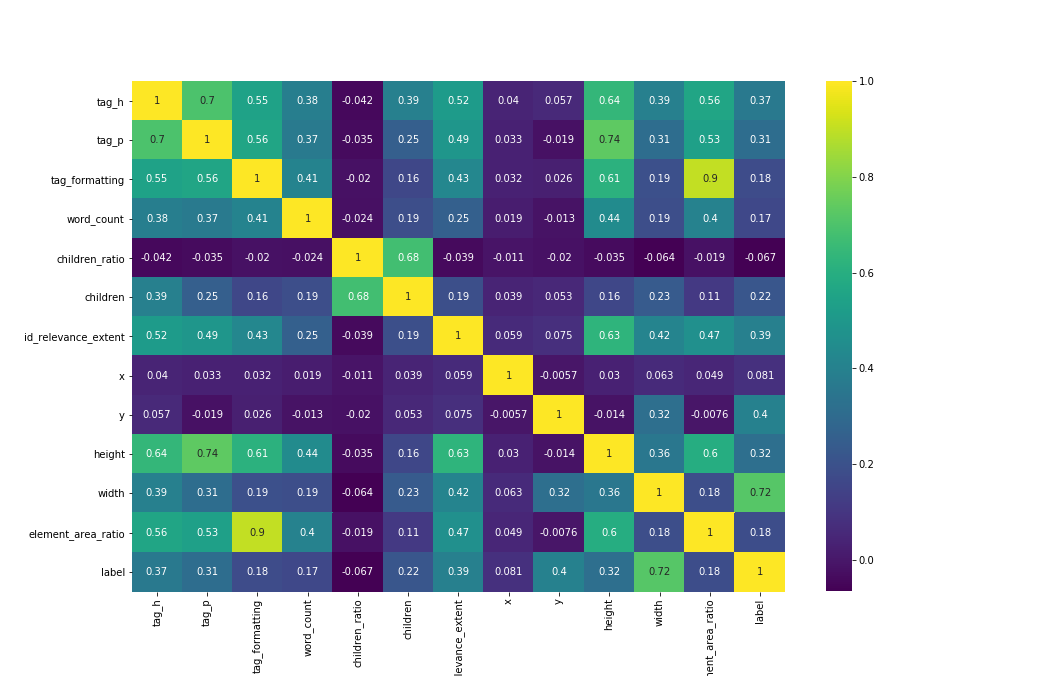 tag_h 1 0.7 0.55 0.38 -0.042 0.39 0.52 0.04 0.057 0.64 0.39 0.56 0.37
tag_p 0.7 1 0.56 0.37 -0.035 0.25 0.49 0.033 -0.019 0.74 0.31 0.53 0.31
tag_formatting 0.55 0.56 1 0.41 -0.02 0.16 0.43 0.032 0.026 0.61 0.19 0.9 0.18
word_count 0.38 0.37 0.41 1 -0.024 0.19 0.25 0.019 -0.013 0.44 0.19 0.4 0.17
children_ratio -0.042 -0.035 -0.02 -0.024 1 0.68 -0.039 -0.011 -0.02 -0.035 -0.064 -0.019 -0.067
children 0.39 0.25 0.16 0.19 0.68 1 0.19 0.039 0.053 0.16 0.23 0.11 0.22
id_relevance_extent 0.52 0.49 0.43 0.25 -0.039 0.19 1 0.059 0.075 0.63 0.42 0.47 0.39
x 0.04 0.033 0.032 0.019 -0.011 0.039 0.059 1 -0.0057 0.03 0.063 0.049 0.081
y 0.057 -0.019 0.026 -0.013 -0.02 0.053 0.075 -0.0057 1 -0.014 0.32 -0.0076 0.4
height 0.64 0.74 0.61 0.44 -0.035 0.16 0.63 0.03 -0.014 1 0.36 0.6 0.32
width 0.39 0.31 0.19 0.19 -0.064 0.23 0.42 0.063 0.32 0.36 1 0.18 0.72
element_area_ratio 0.56 0.53 0.9 0.4 -0.019 0.11 0.47 0.049 -0.0076 0.6 0.18 1 0.18
label 0.37 0.31 0.18 0.17 -0.067 0.22 0.39 0.081 0.4 0.32 0.72 0.18 1
tag_h
tag_p
tag_formatting
word_count
children_ratio
children
levance_extent
x
y
height
width
nent_area_ratio
label
1.0
0.8
0.6
0.4
0.2
0.0